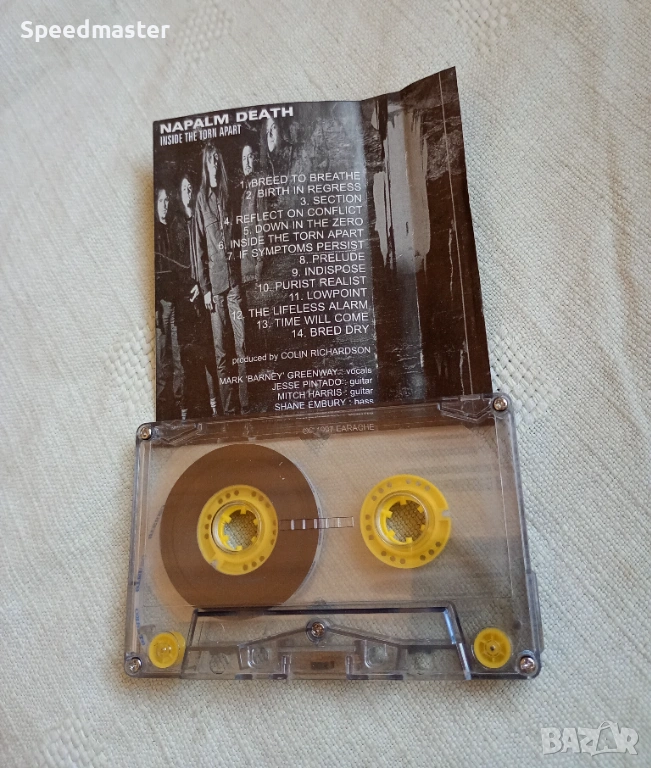 Speedmaster
NAPALM DEATH
INSIDE THE TORN APART
1. BREED TO BREATHE
2. BIRTH IN REGRESS
3. SECTION
4. REFLECT ON CONFLICT
5. DOWN IN THE ZERO
6. INSIDE THE TORN APART
7. IF SYMPTOMS PERSIST
8. PRELUDE
9. INDISPOSE
10. PURIST REALIST
11. LOWPOINT
12. THE LIFELESS ALARM
13. TIME WILL COME
14. BRED DRY
produced by COLIN RICHARDSON
MARK 'BARNEY' GREENWAY : vocals
JESSE PINTADO : guitar
MITCH HARRIS : guitar
SHANE EMBURY : bass
1997 EARACHE
BAZAR